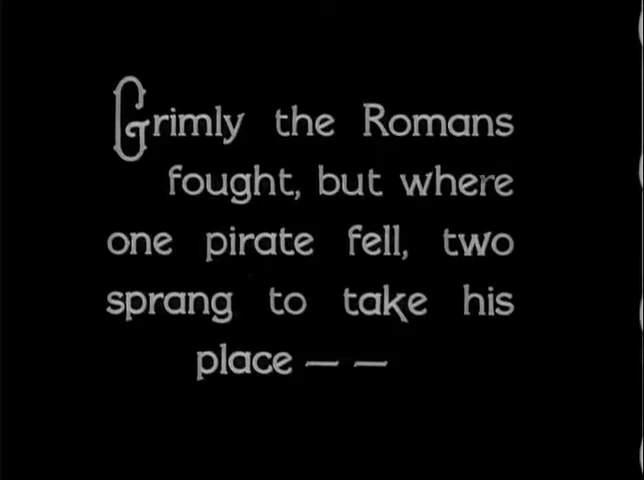 Grimly the Romans
fought, but where
one pirate fell, two
sprang to take his
place — —